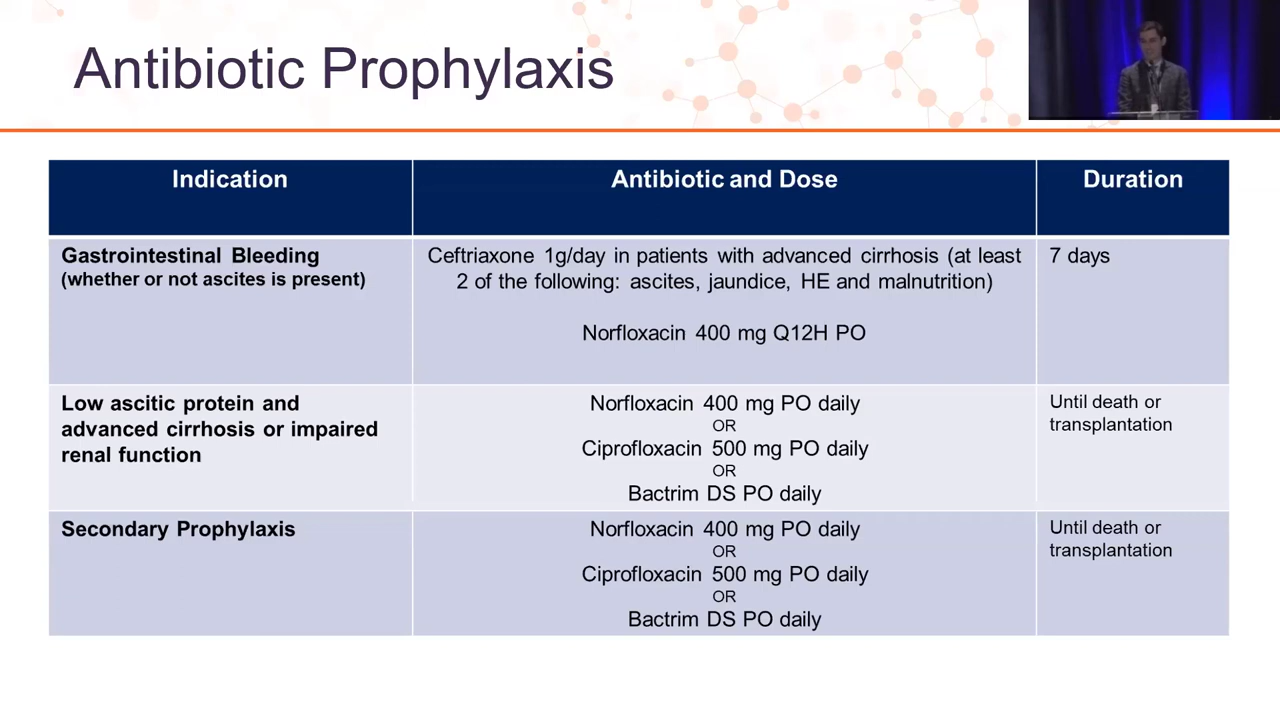 Antibiotic Prophylaxis
Indication
Antibiotic and Dose
Duration
Gastrointestinal Bleeding
(whether or not ascites is present)
Ceftriaxone 1g/day in patients with advanced cirrhosis (at least
2 of the following: ascites, jaundice, HE and malnutrition)
Norfloxacin 400 mg Q12H PO
7 days
Low ascitic protein and
advanced cirrhosis or impaired
renal function
Norfloxacin 400 mg PO daily
OR
Ciprofloxacin 500 mg PO daily
OR
Bactrim DS PO daily
Until death or
transplantation
Secondary Prophylaxis
Norfloxacin 400 mg PO daily
OR
Ciprofloxacin 500 mg PO daily
OR
Bactrim DS PO daily
Until death or
transplantation